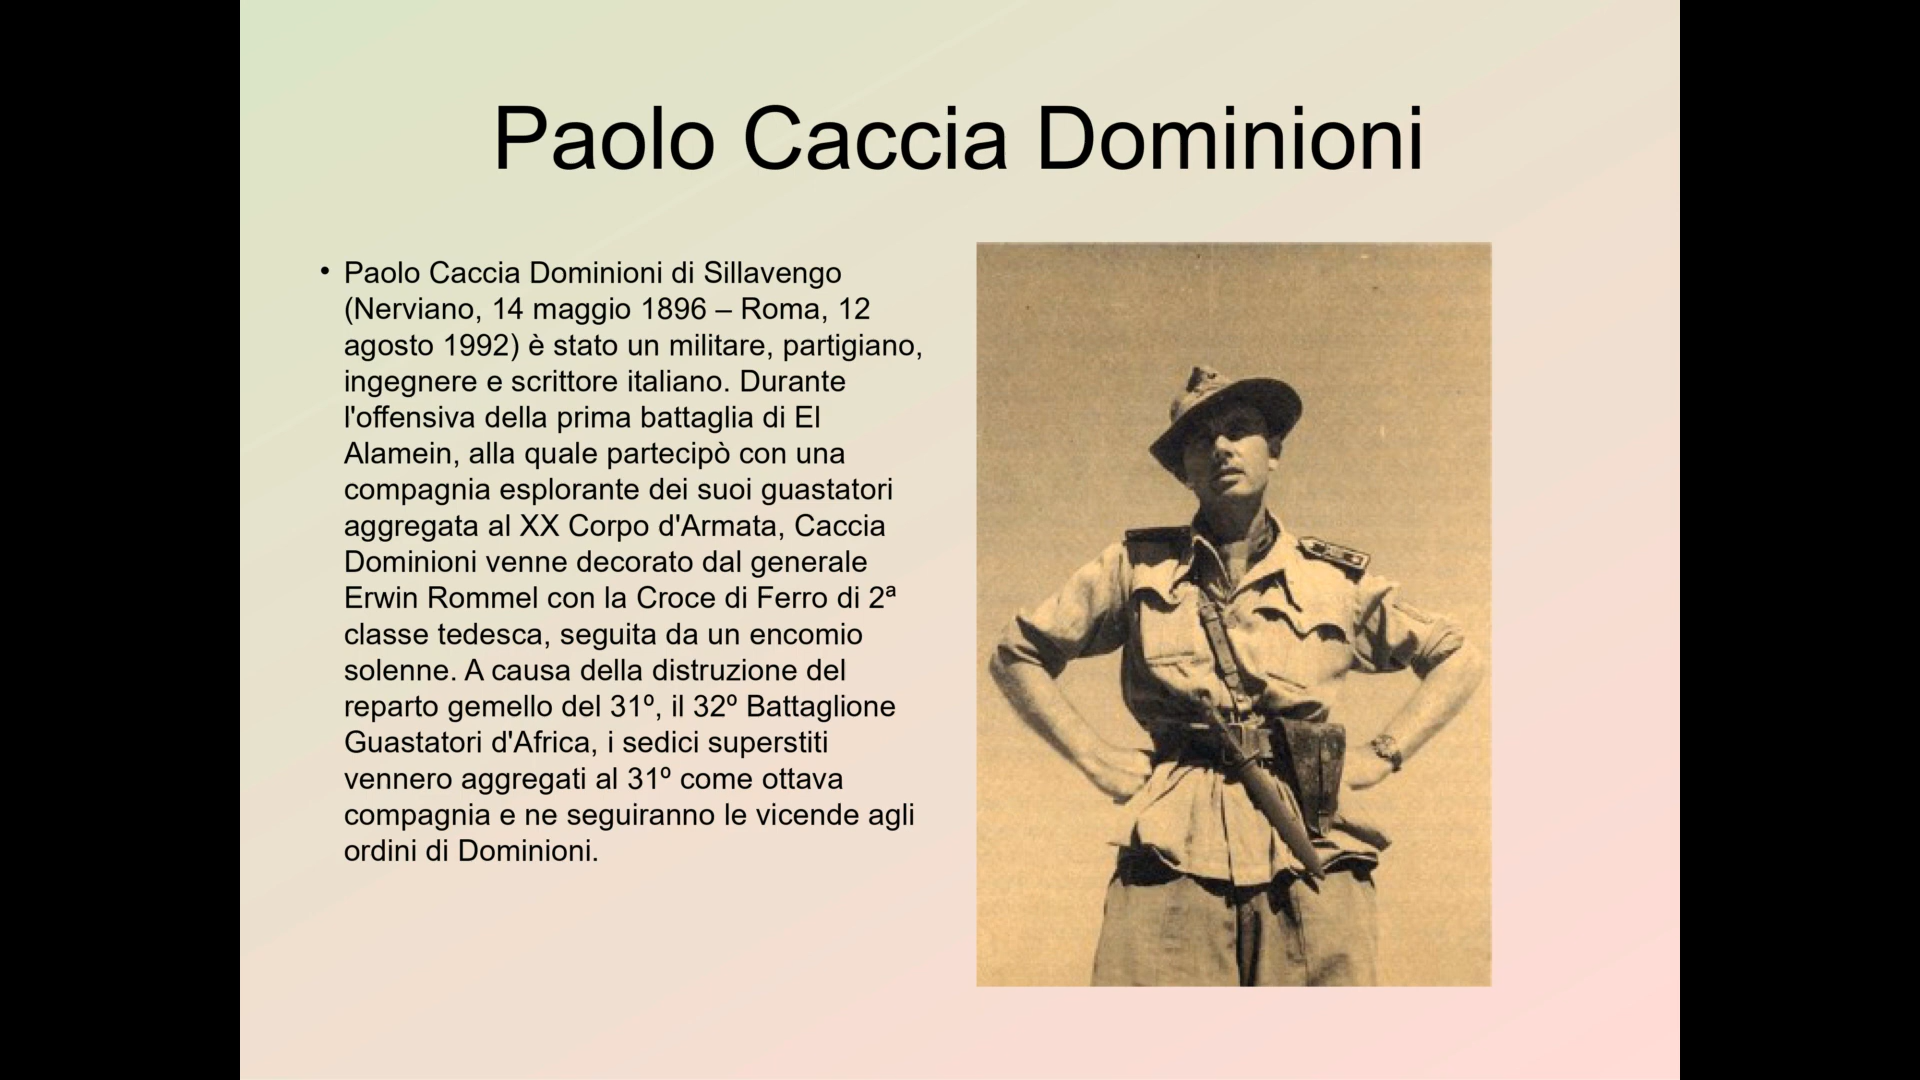 Paolo Caccia Dominioni
• Paolo Caccia Dominioni di Sillavengo
(Nerviano, 14 maggio 1896 – Roma, 12
agosto 1992) è stato un militare, partigiano,
ingegnere e scrittore italiano. Durante
l'offensiva della prima battaglia di El
Alamein, alla quale partecipò con una
compagnia esplorante dei suoi guastatori
aggregata al XX Corpo d'Armata, Caccia
Dominioni venne decorato dal generale
Erwin Rommel con la Croce di Ferro di 2ª
classe tedesca, seguita da un encomio
solenne. A causa della distruzione del
reparto gemello del 31º, il 32º Battaglione
Guastatori d'Africa, i sedici superstiti
vennero aggregati al 31º come ottava
compagnia e ne seguiranno le vicende agli
ordini di Dominioni.